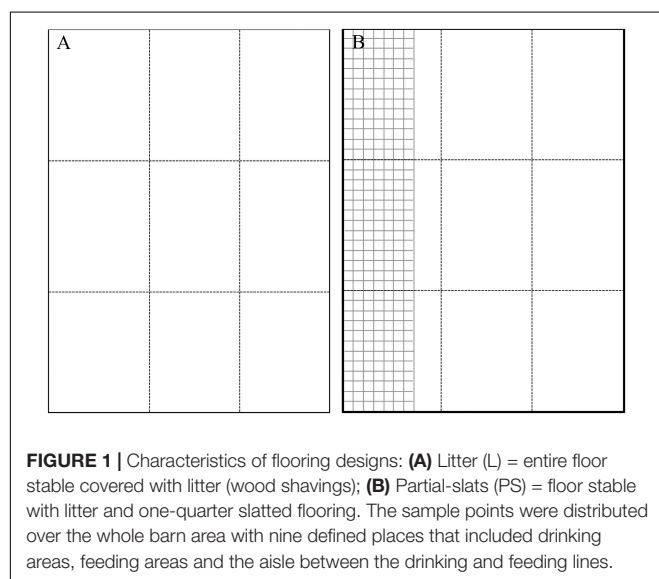 A B
FIGURE 1 | Characteristics of flooring designs: (A) Litter (L) = entire floor
stable covered with litter (wood shavings); (B) Partial-slats (PS) = floor stable
with litter and one-quarter slatted flooring. The sample points were distributed
over the whole barn area with nine defined places that included drinking
areas, feeding areas and the aisle between the drinking and feeding lines.